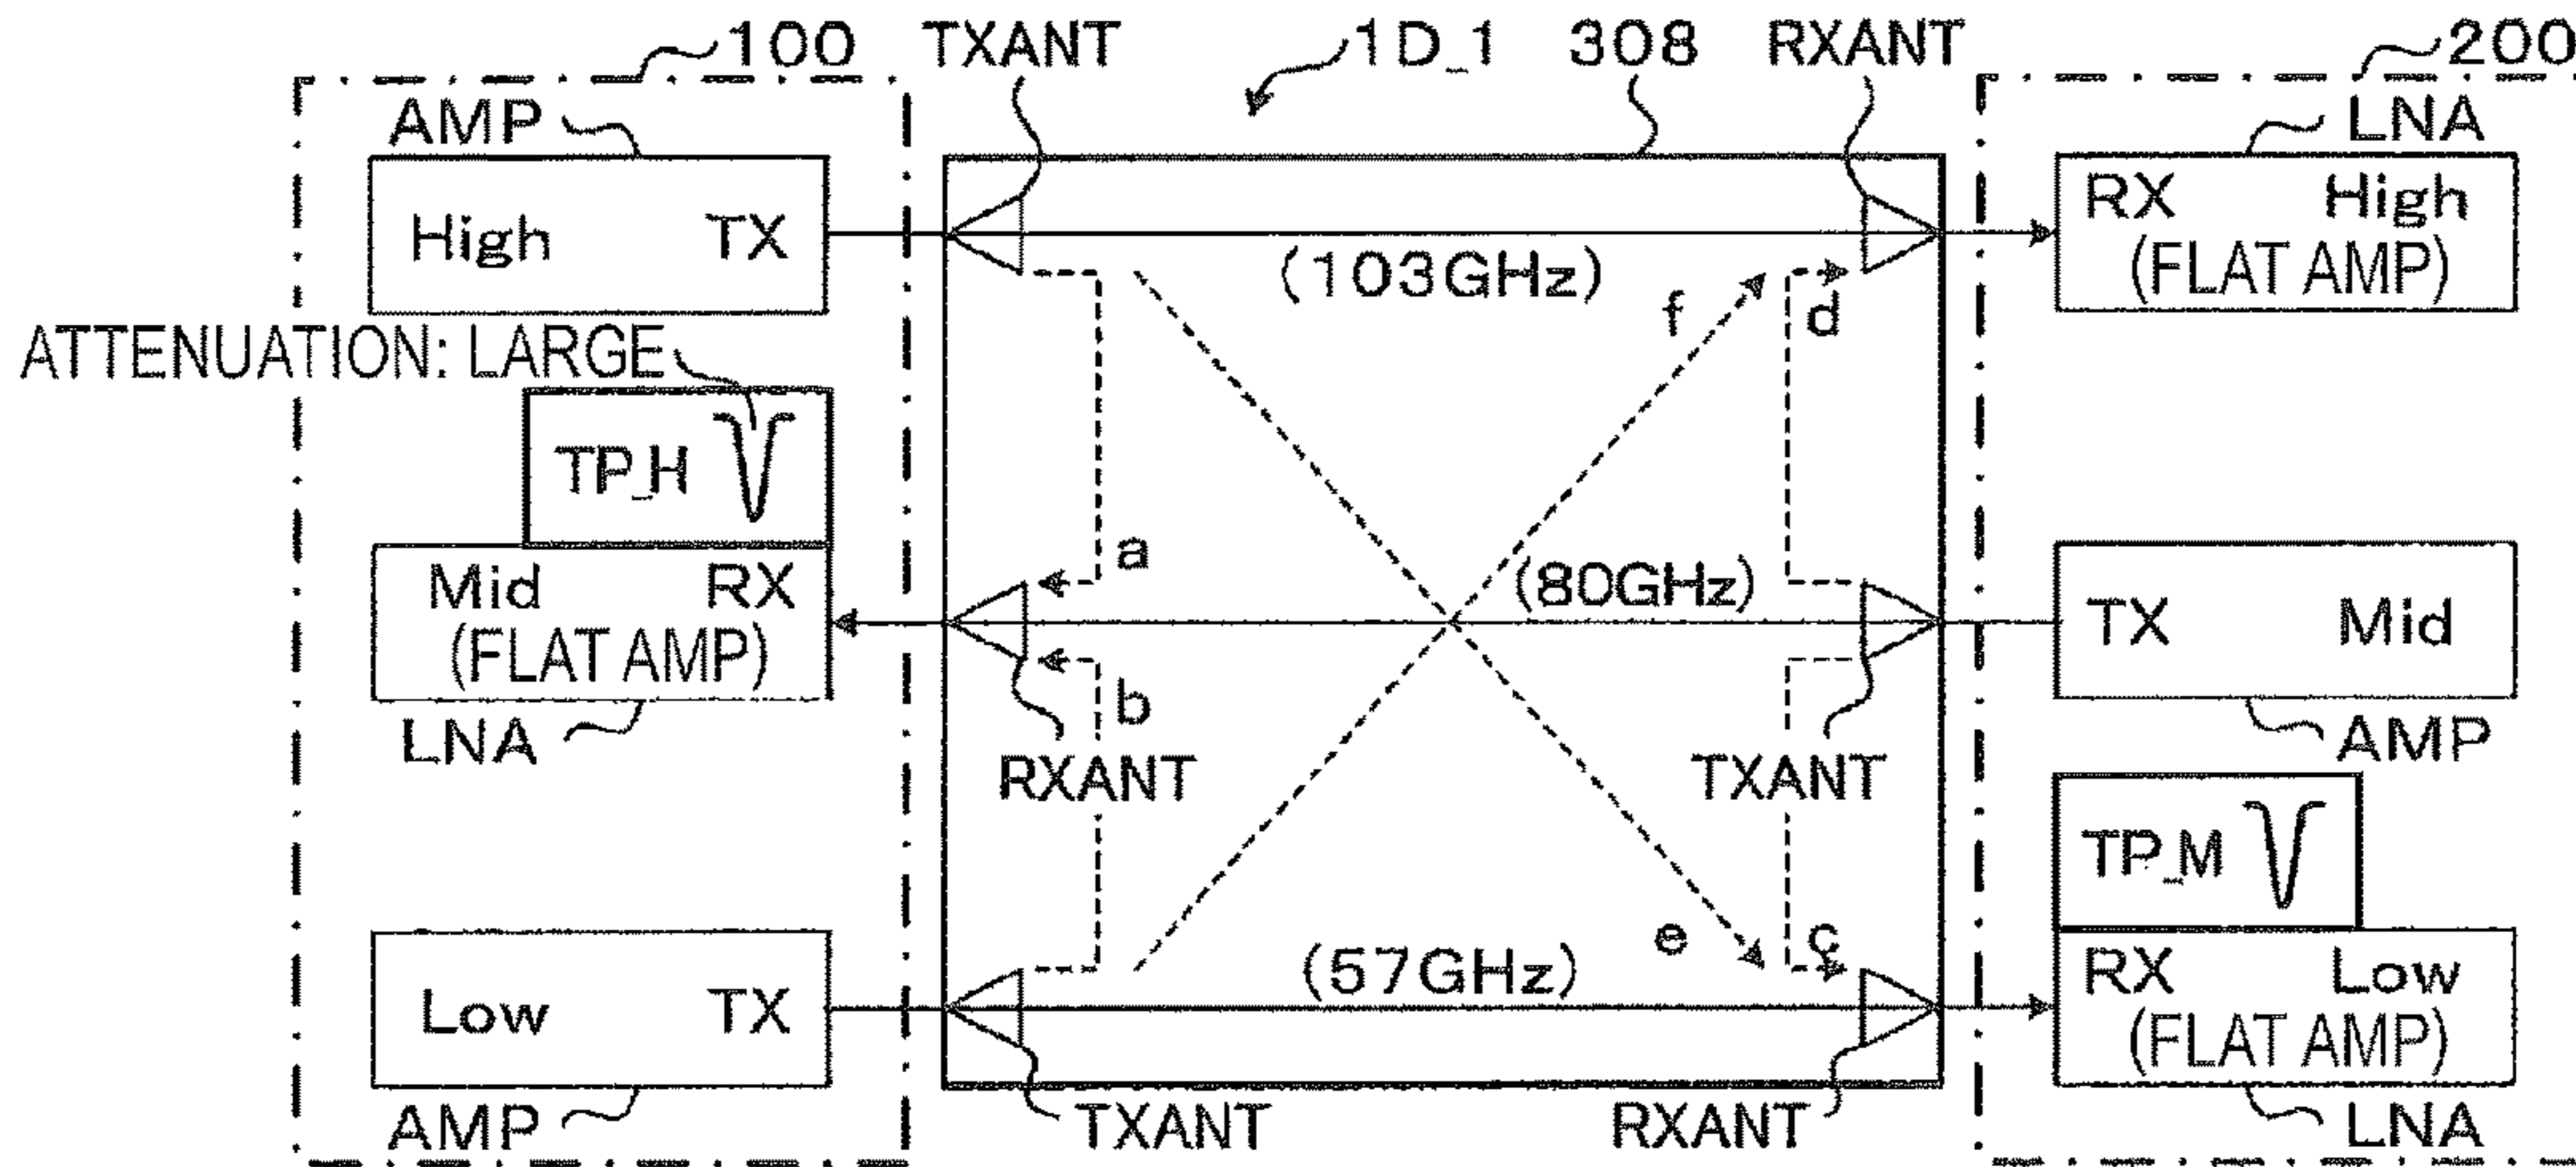 100 TXANT 1D_1 308 RXANT 200
AMP LNA
High TX (103GHz) RX High
(FLAT AMP)
f d
ATTENUATION: LARGE
TP_H
a (80GHz)
Mid RX TX Mid
(FLAT AMP)
b
LNA AMP
RXANT TXANT
TP_M
e c
(57GHz) RX Low
Low TX (FLAT AMP)
AMP TXANT RXANT LNA